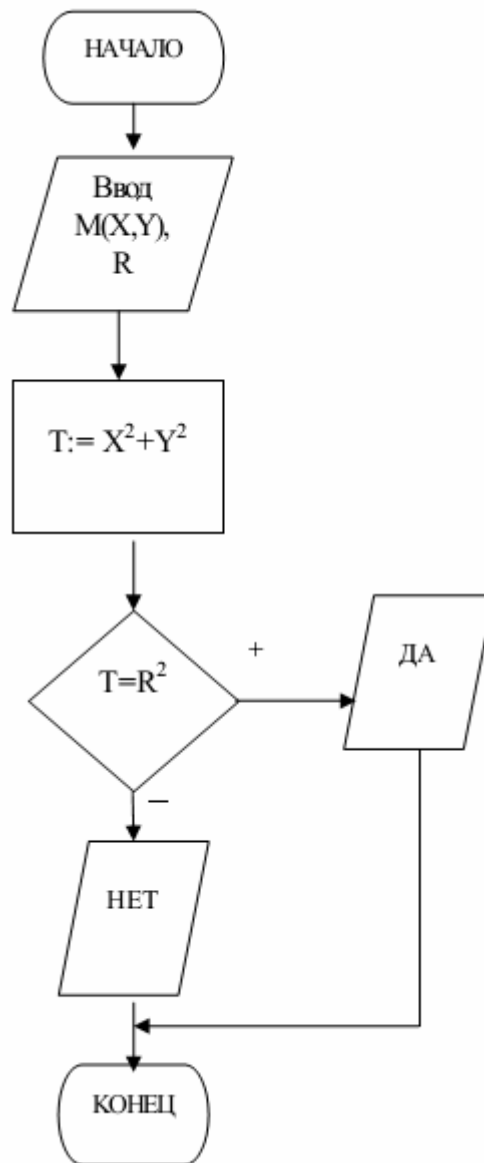 НАЧАЛО
Ввод
М(X,Y),
R
T:= X²+Y²
T=R²
+
ДА
–
НЕТ
КОНЕЦ